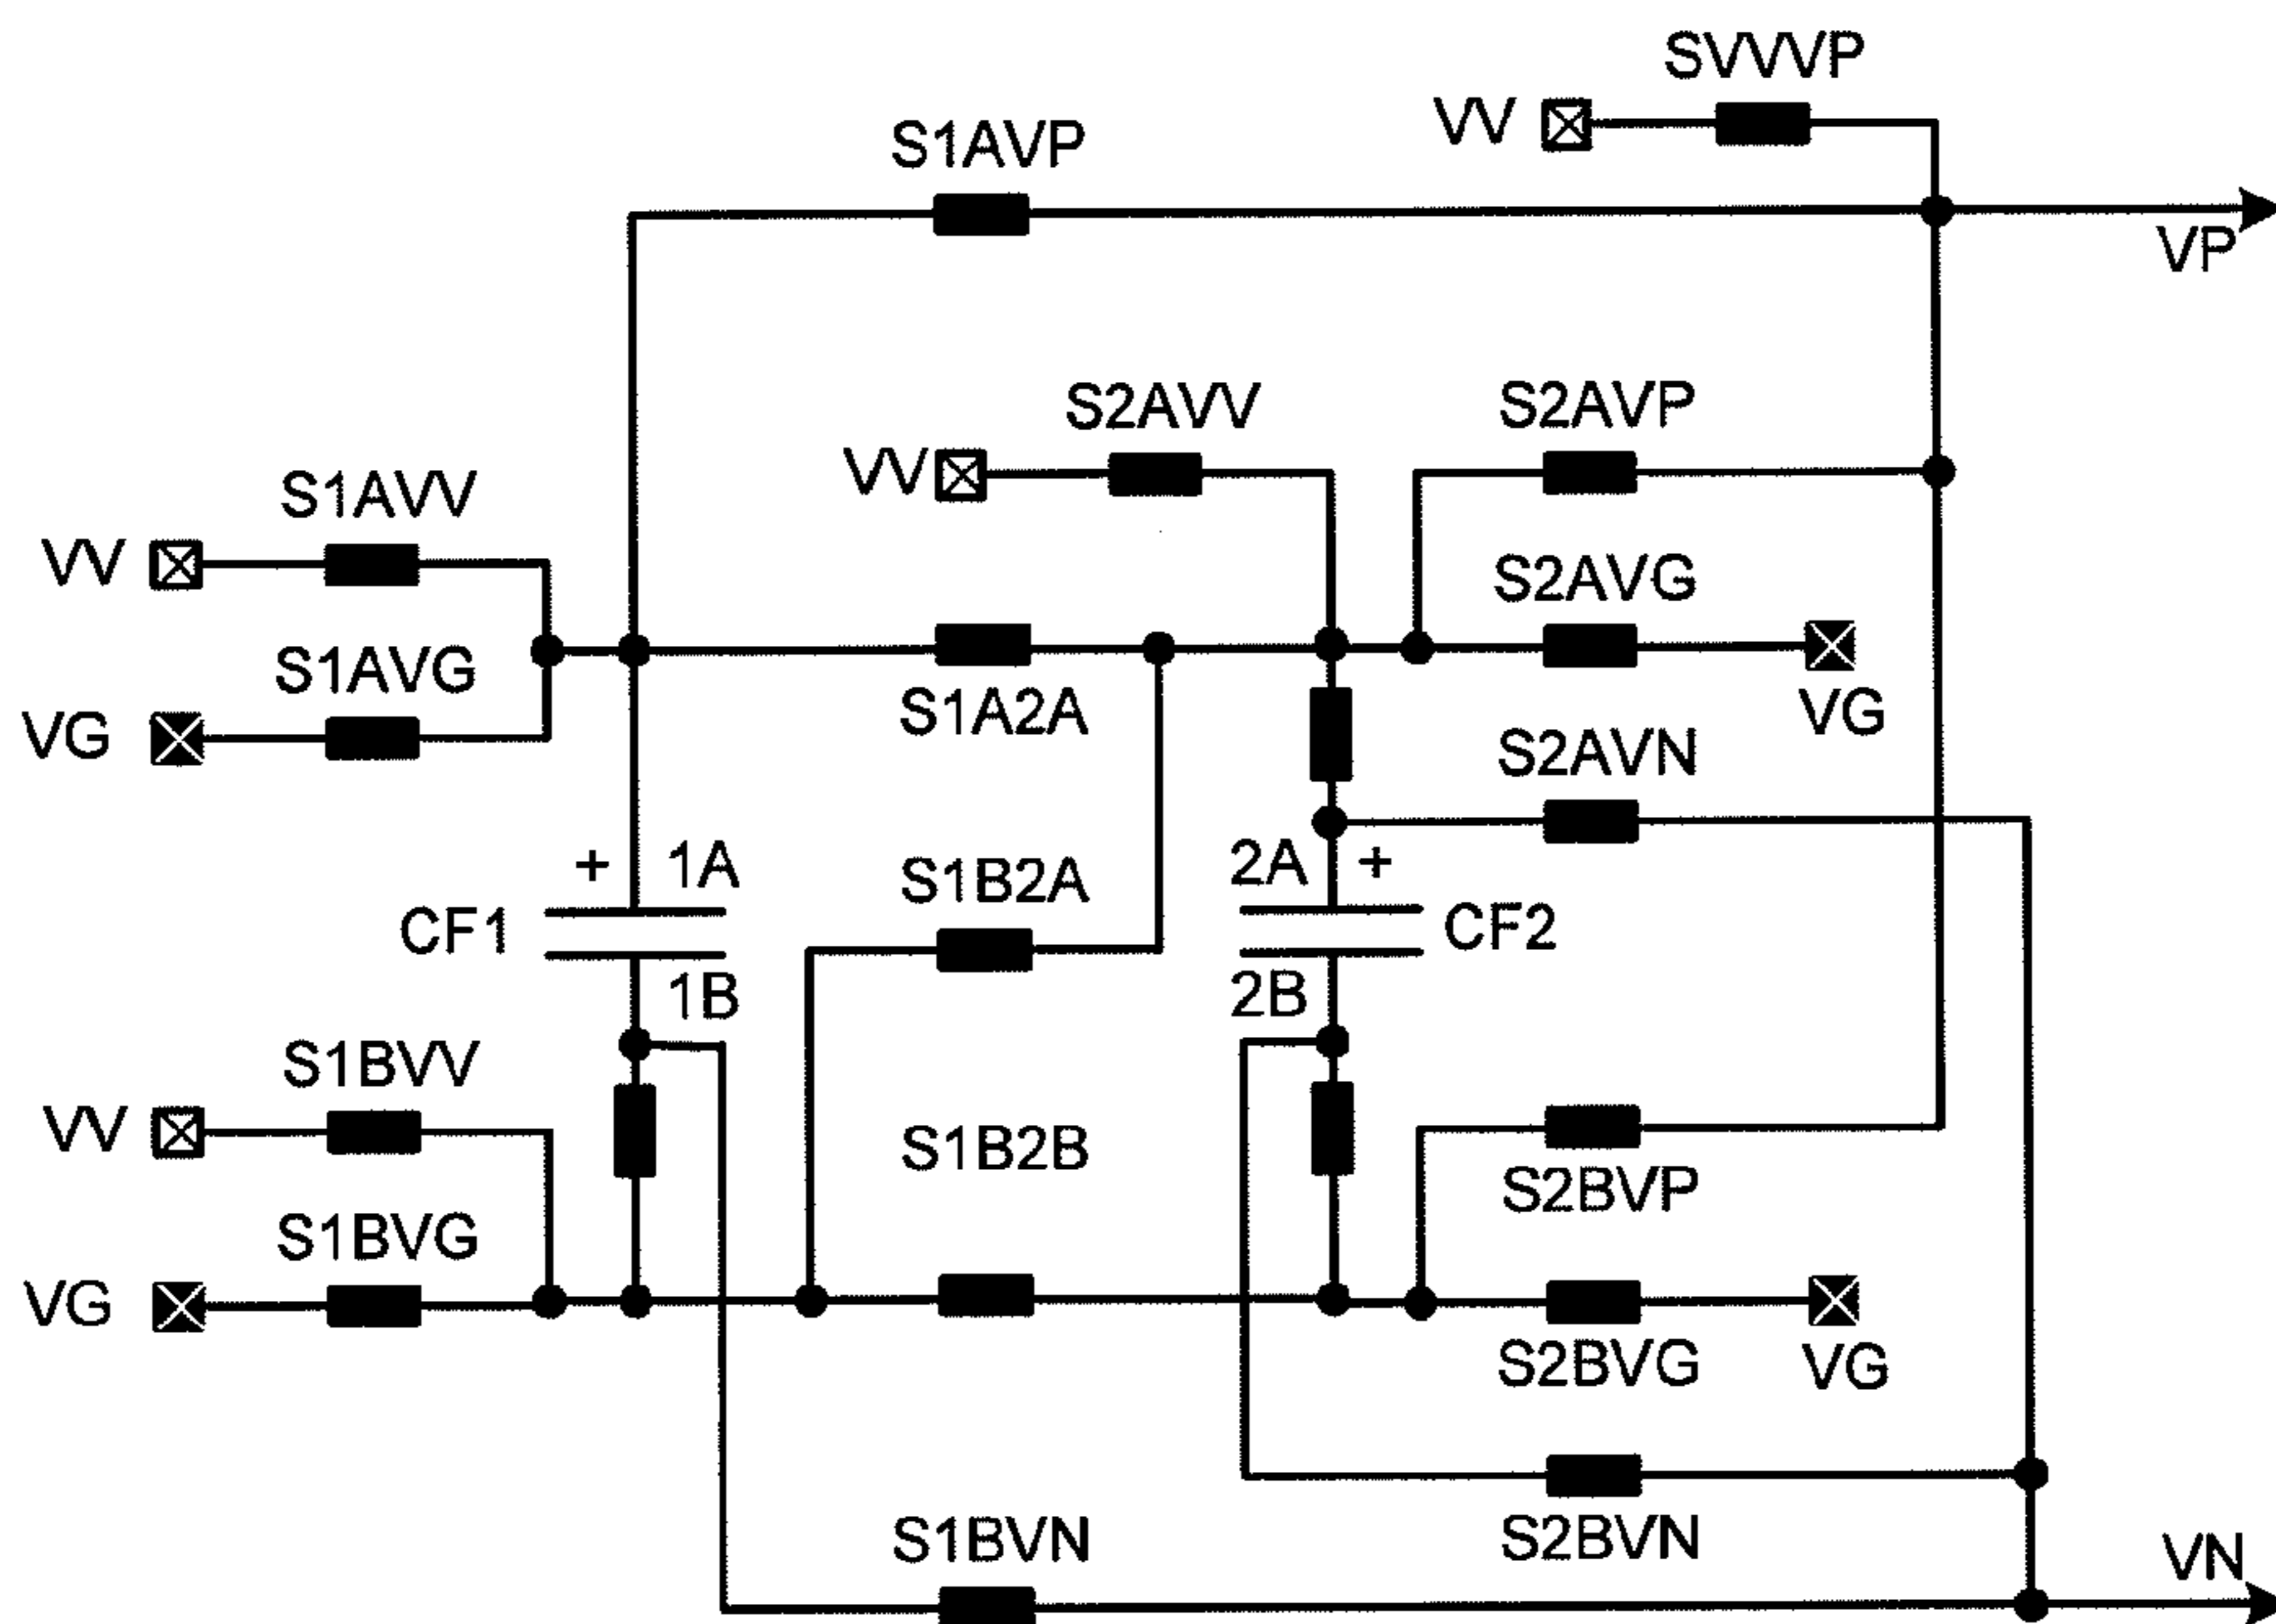 SVVVP
VV
S1AVP
VP
S2AVV
S2AVP
VV
S1AVV
VV
S2AVG
S1AVG
VG
S1A2A
VG
S2AVN
+
1A
2A
+
S1B2A
CF1
CF2
1B
2B
S1BVV
VV
S1B2B
S2BVP
S1BVG
VG
S2BVG
VG
S1BVN
S2BVN
VN